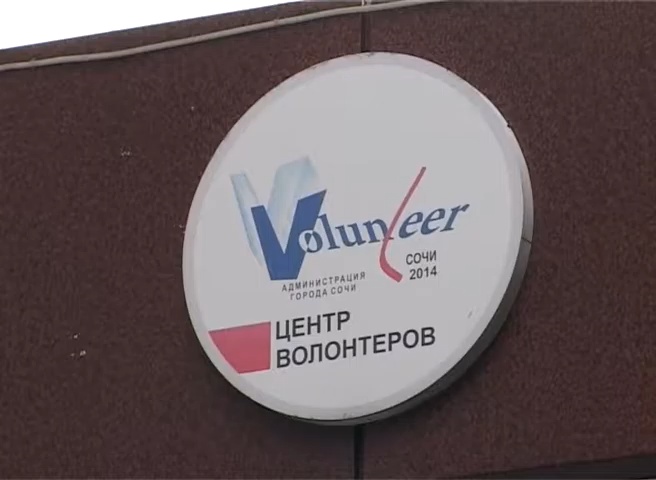 Volunteer
СОЧИ
2014
АДМИНИСТРАЦИЯ
ГОРОДА СОЧИ
ЦЕНТР
ВОЛОНТЕРОВ